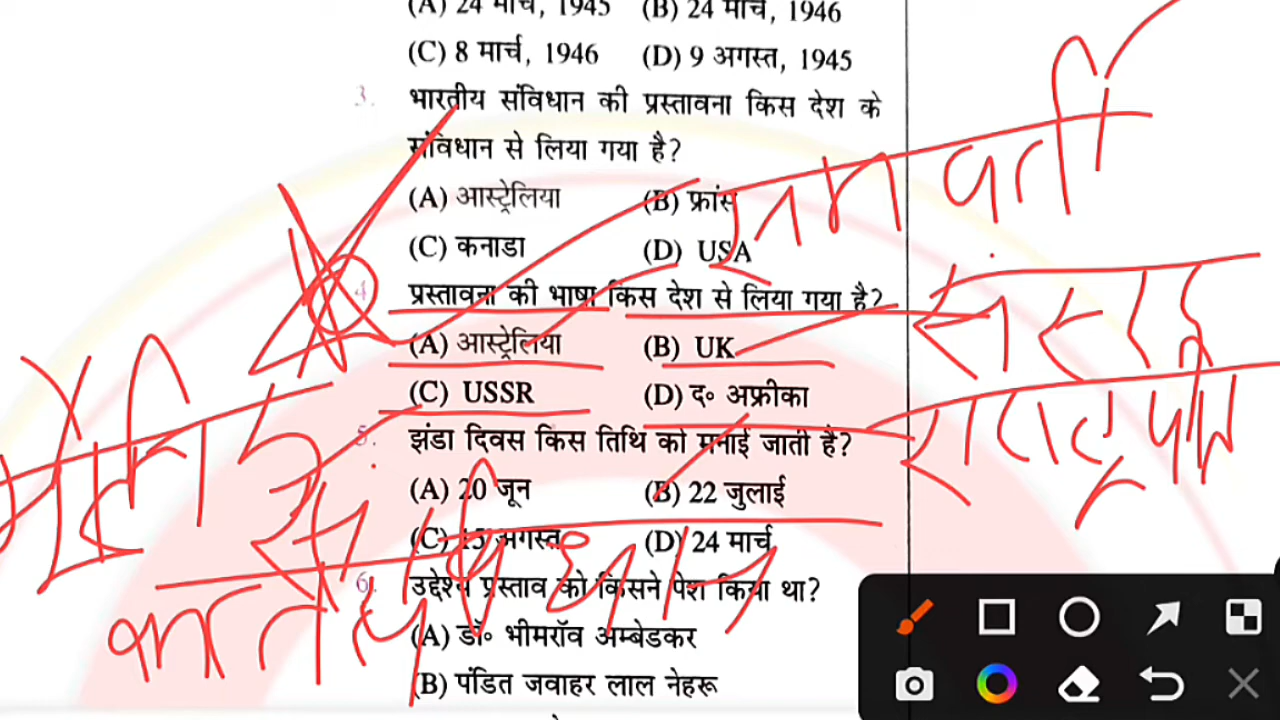 (A) 24 मार्च, 1945 (B) 24 मार्च, 1946
(C) 8 मार्च, 1946 (D) 9 अगस्त, 1945
3. भारतीय संविधान की प्रस्तावना किस देश के
संविधान से लिया गया है?
(A) आस्ट्रेलिया (B) फ्रांस
(C) कनाडा (D) USA
4. प्रस्तावना की भाषा किस देश से लिया गया है?
(A) आस्ट्रेलिया (B) UK
(C) USSR (D) द० अफ्रीका
5. झंडा दिवस किस तिथि को मनाई जाती है?
(A) 20 जून (B) 22 जुलाई
(C) 15 अगस्त (D) 24 मार्च
6. उद्देश्य प्रस्ताव को किसने पेश किया था?
(A) डॉ० भीमरॉव अम्बेडकर
(B) पंडित जवाहर लाल नेहरू
संविधान